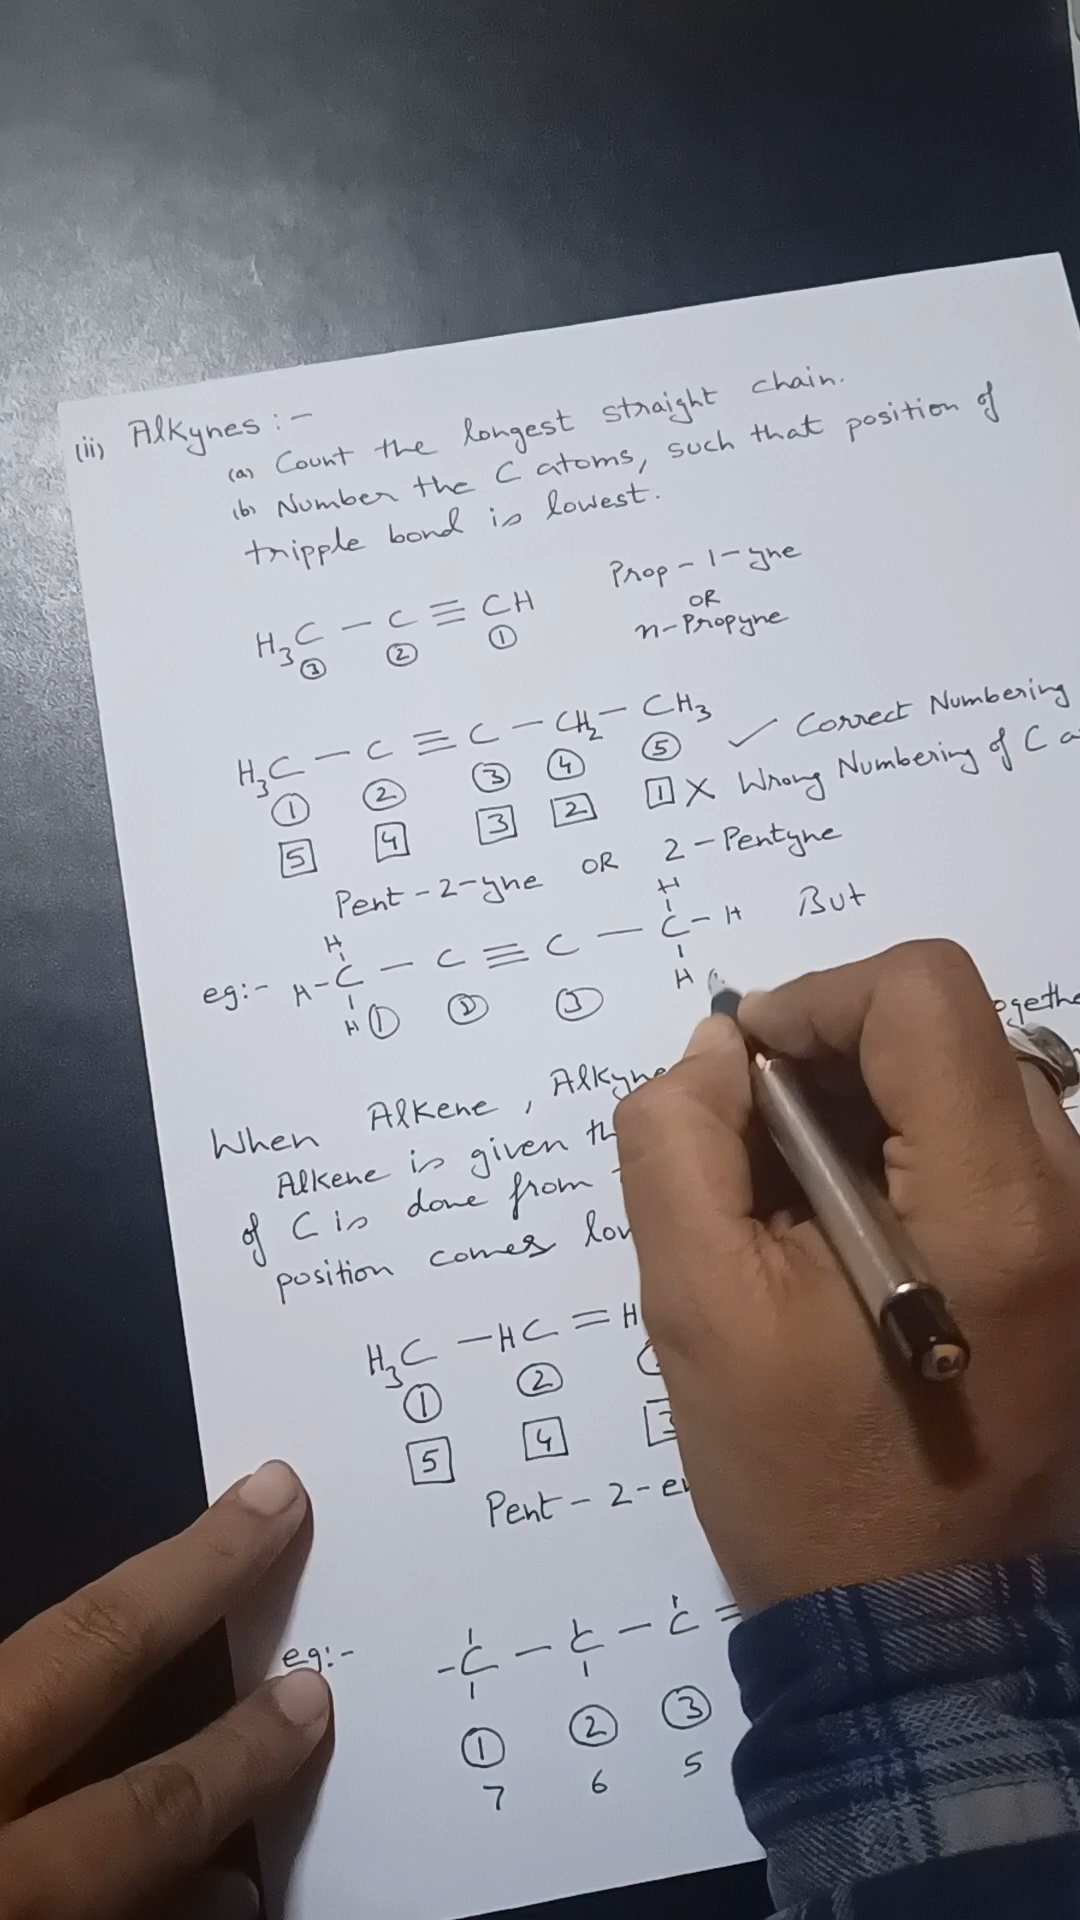 (ii) Alkynes :-
(a) Count the longest straight chain.
(b) Number the C atoms, such that position of
tripple bond is lowest.
H₃C — C ≡ CH Prop-1-yne
③ ② ① OR
n-Propyne
H₃C — C ≡ C — CH₂ — CH₃
① ② ③ ④ ⑤ ✓ Correct Numbering
5 4 3 2 1 X Wrong Numbering of C
Pent-2-yne OR 2-Pentyne
H H
eg:- H-C — C ≡ C — C-H But
H ① ② ③ H
When Alkene, Alkyne
Alkene is given
of C is done from
position comes
H₃C — HC = H
① ②
5 4 3
Pent-2-
eg:- -C — C — C =
① ② ③
7 6 5